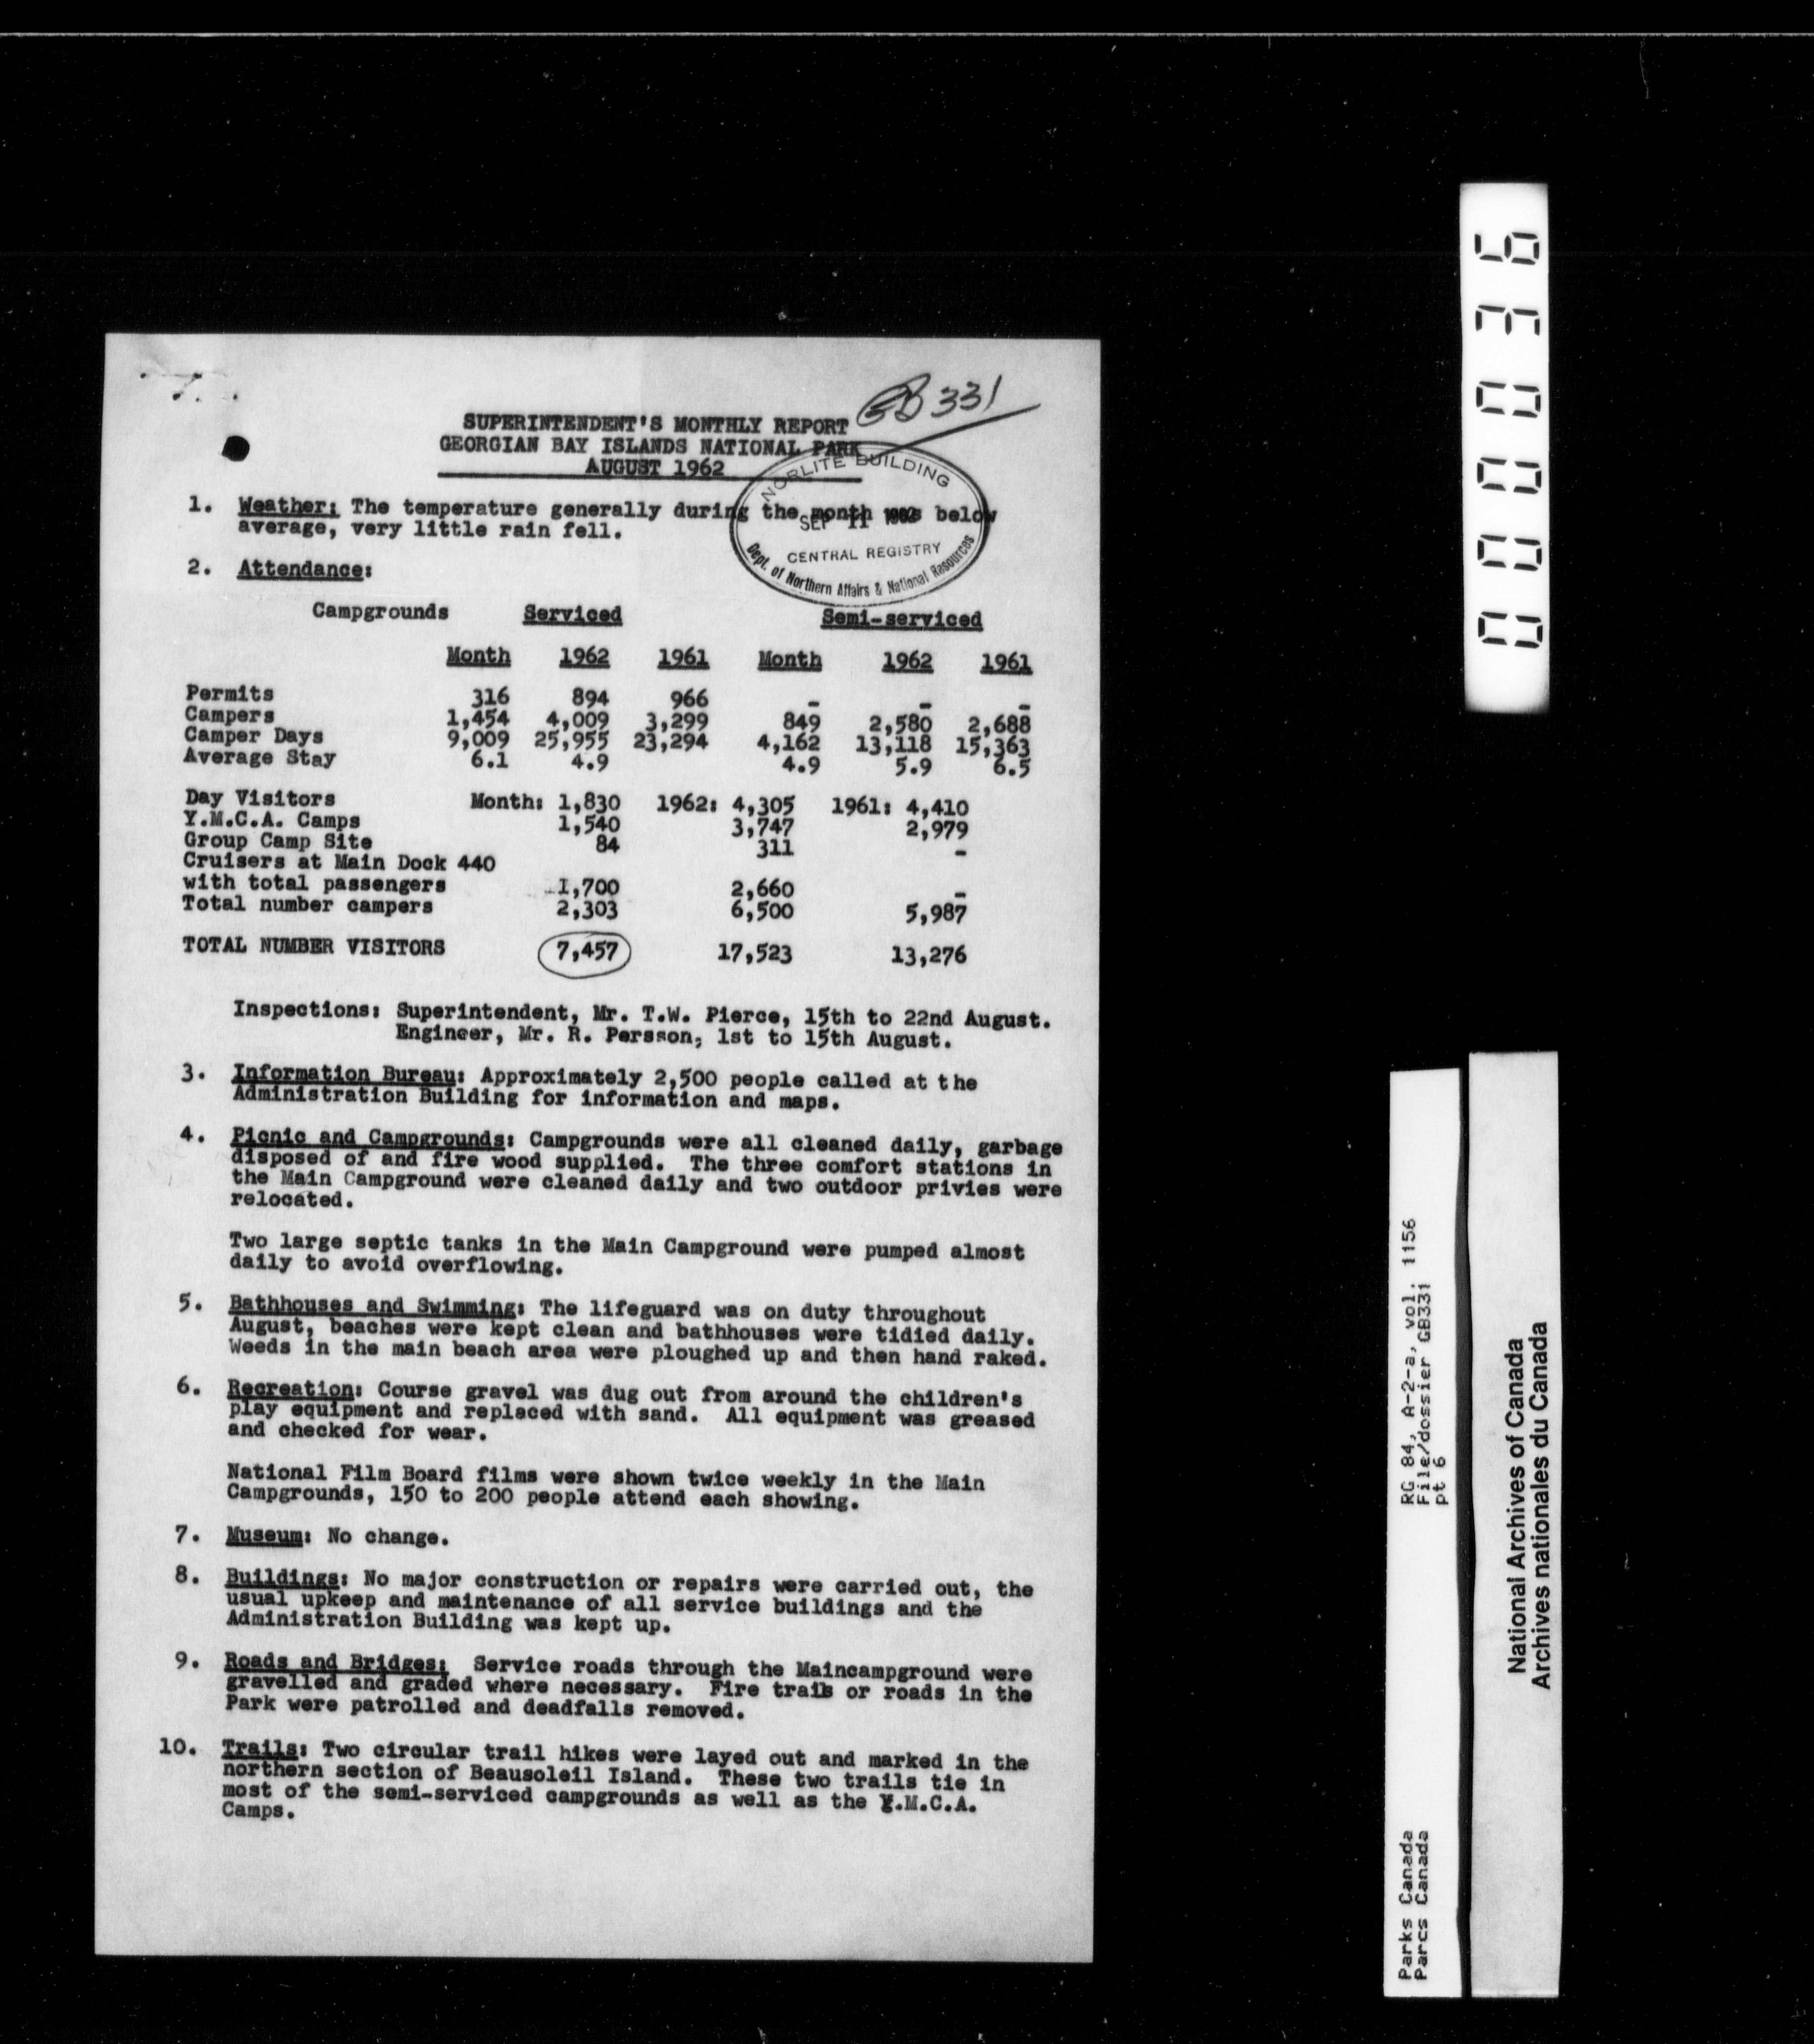 GB 331
SUPERINTENDENT'S MONTHLY REPORT
GEORGIAN BAY ISLANDS NATIONAL PARK
AUGUST 1962
NORLITE BUILDING
SEP 11 1962
CENTRAL REGISTRY
Dept. of Northern Affairs & National Resources
1. Weather: The temperature generally during the month was below
average, very little rain fell.
2. Attendance:
Campgrounds Serviced Semi-serviced
Month 1962 1961 Month 1962 1961
Permits 316 894 966 - - -
Campers 1,454 4,009 3,299 849 2,580 2,688
Camper Days 9,009 25,955 23,294 4,162 13,118 15,363
Average Stay 6.1 4.9 4.9 5.9 6.5
Day Visitors Month: 1,830 1962: 4,305 1961: 4,410
Y.M.C.A. Camps 1,540 3,747 2,979
Group Camp Site 84 311 -
Cruisers at Main Dock 440
with total passengers 1,700 2,660 -
Total number campers 2,303 6,500 5,987
TOTAL NUMBER VISITORS 7,457 17,523 13,276
Inspections: Superintendent, Mr. T.W. Pierce, 15th to 22nd August.
Engineer, Mr. R. Persson, 1st to 15th August.
3. Information Bureau: Approximately 2,500 people called at the
Administration Building for information and maps.
4. Picnic and Campgrounds: Campgrounds were all cleaned daily, garbage
disposed of and fire wood supplied. The three comfort stations in
the Main Campground were cleaned daily and two outdoor privies were
relocated.
Two large septic tanks in the Main Campground were pumped almost
daily to avoid overflowing.
5. Bathhouses and Swimming: The lifeguard was on duty throughout
August, beaches were kept clean and bathhouses were tidied daily.
Weeds in the main beach area were ploughed up and then hand raked.
6. Recreation: Course gravel was dug out from around the children's
play equipment and replaced with sand. All equipment was greased
and checked for wear.
National Film Board films were shown twice weekly in the Main
Campgrounds, 150 to 200 people attend each showing.
7. Museum: No change.
8. Buildings: No major construction or repairs were carried out, the
usual upkeep and maintenance of all service buildings and the
Administration Building was kept up.
9. Roads and Bridges: Service roads through the Maincampground were
gravelled and graded where necessary. Fire trails or roads in the
Park were patrolled and deadfalls removed.
10. Trails: Two circular trail hikes were layed out and marked in the
northern section of Beausoleil Island. These two trails tie in
most of the semi-serviced campgrounds as well as the Y.M.C.A.
Camps.
000036
RG 84, A-2-a, vol. 1156
File/dossier GB331
pt 6
Parks Canada
Parcs Canada
National Archives of Canada
Archives nationales du Canada